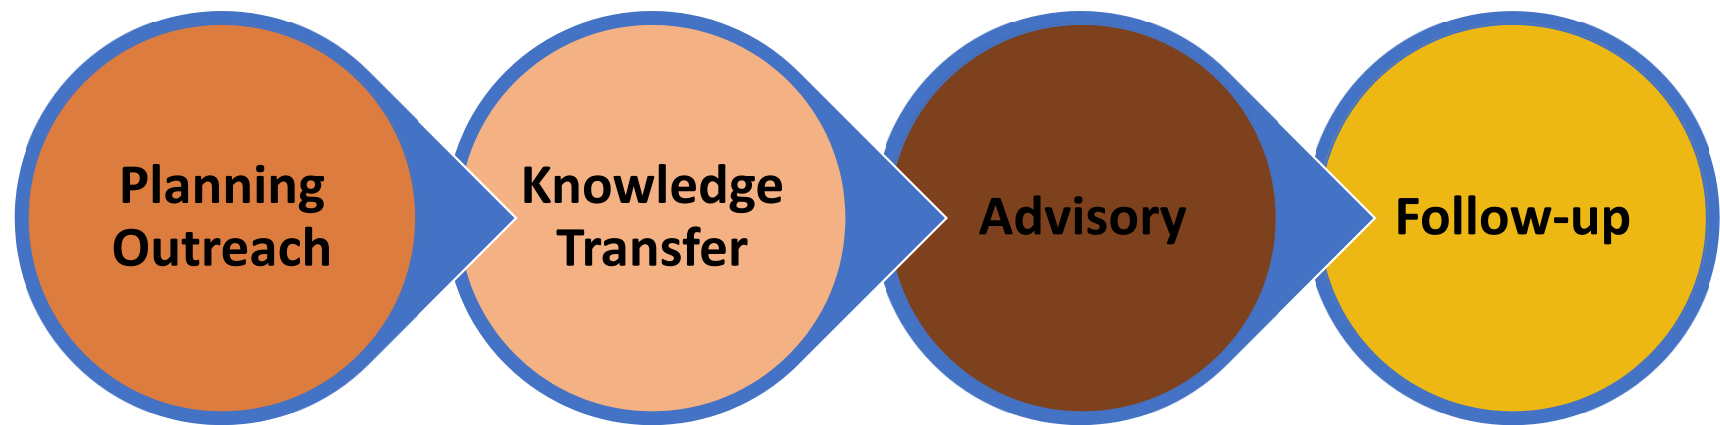 Planning
Outreach
Knowledge
Transfer
Advisory
Follow-up